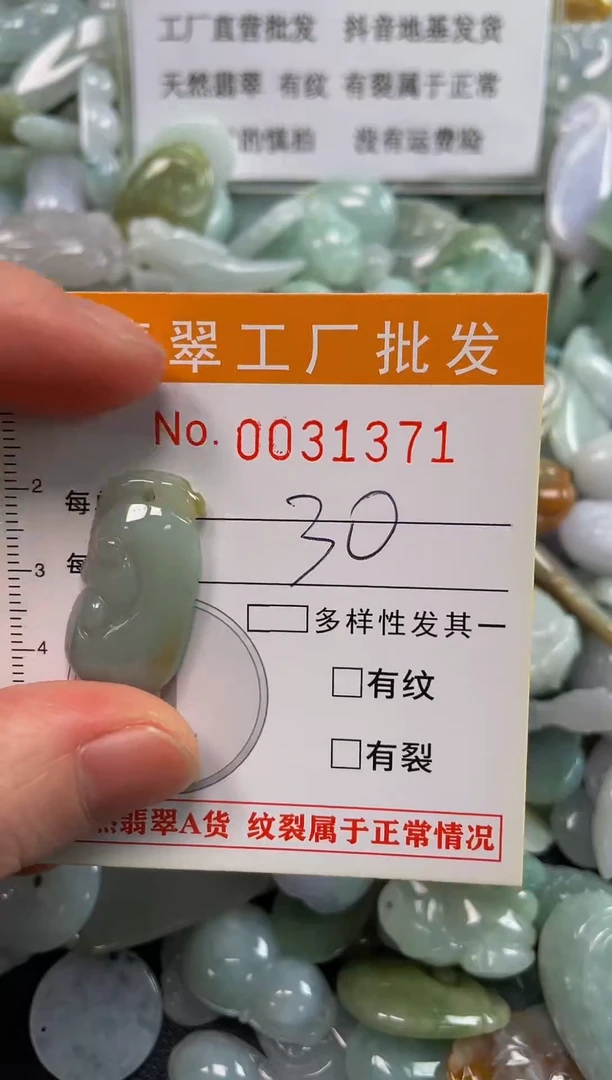 工厂直营批发 抖音地基发货
天然翡翠 有纹 有裂属于正常
的慎拍 没有运费险
翠工厂批发
No. 0031371
每
30
每
多样性发其一
2
3
4
有纹
有裂
翡翠A货 纹裂属于正常情况